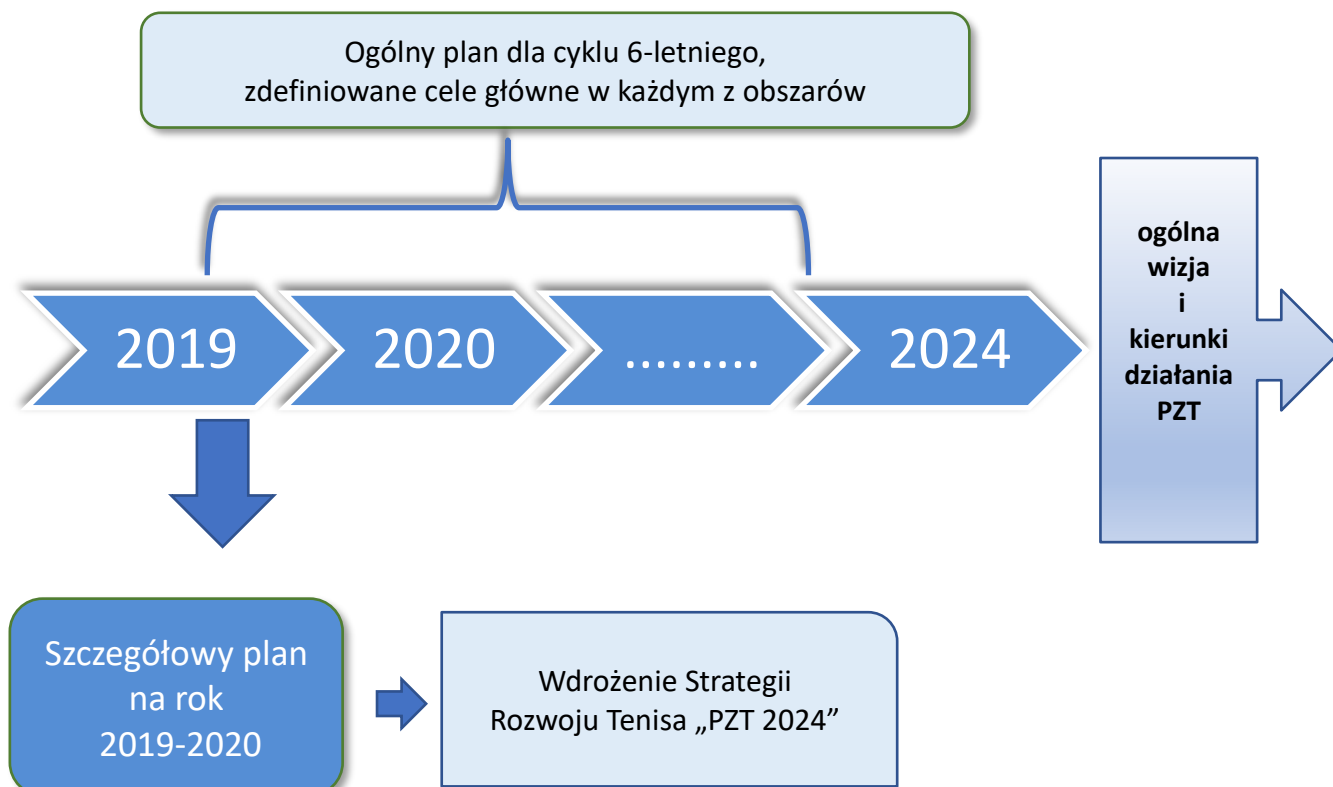 Ogólny plan dla cyklu 6-letniego,
zdefiniowane cele główne w każdym z obszarów
2019
2020
.........
2024
ogólna
wizja
i
kierunki
działania
PZT
Szczegółowy plan
na rok
2019-2020
Wdrożenie Strategii
Rozwoju Tenisa „PZT 2024”